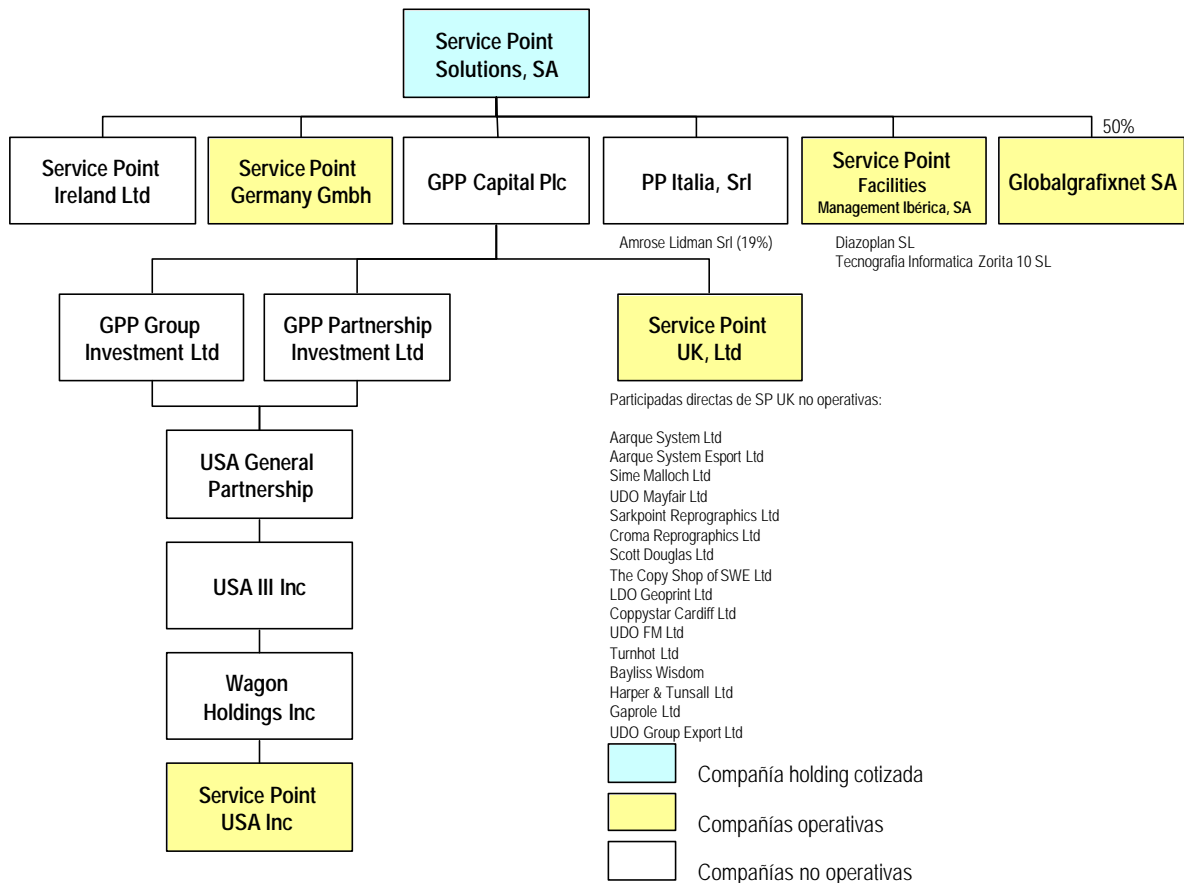 Service Point
Solutions, SA
50%
Service Point
Ireland Ltd
Service Point
Germany Gmbh
GPP Capital Plc
PP Italia, Srl
Service Point
Facilities
Management Ibérica, SA
Globalgrafixnet SA
Amrose Lidman Srl (19%)
Diazoplan SL
Tecnografia Informatica Zorita 10 SL
GPP Group
Investment Ltd
GPP Partnership
Investment Ltd
Service Point
UK, Ltd
Participadas directas de SP UK no operativas:
Aarque System Ltd
Aarque System Esport Ltd
Sime Malloch Ltd
UDO Mayfair Ltd
Sarkpoint Reprographics Ltd
Croma Reprographics Ltd
Scott Douglas Ltd
The Copy Shop of SWE Ltd
LDO Geoprint Ltd
Coppystar Cardiff Ltd
UDO FM Ltd
Turnhot Ltd
Bayliss Wisdom
Harper & Tunsall Ltd
Gaprole Ltd
UDO Group Export Ltd
USA General
Partnership
USA III Inc
Wagon
Holdings Inc
Service Point
USA Inc
Compañía holding cotizada
Compañías operativas
Compañías no operativas